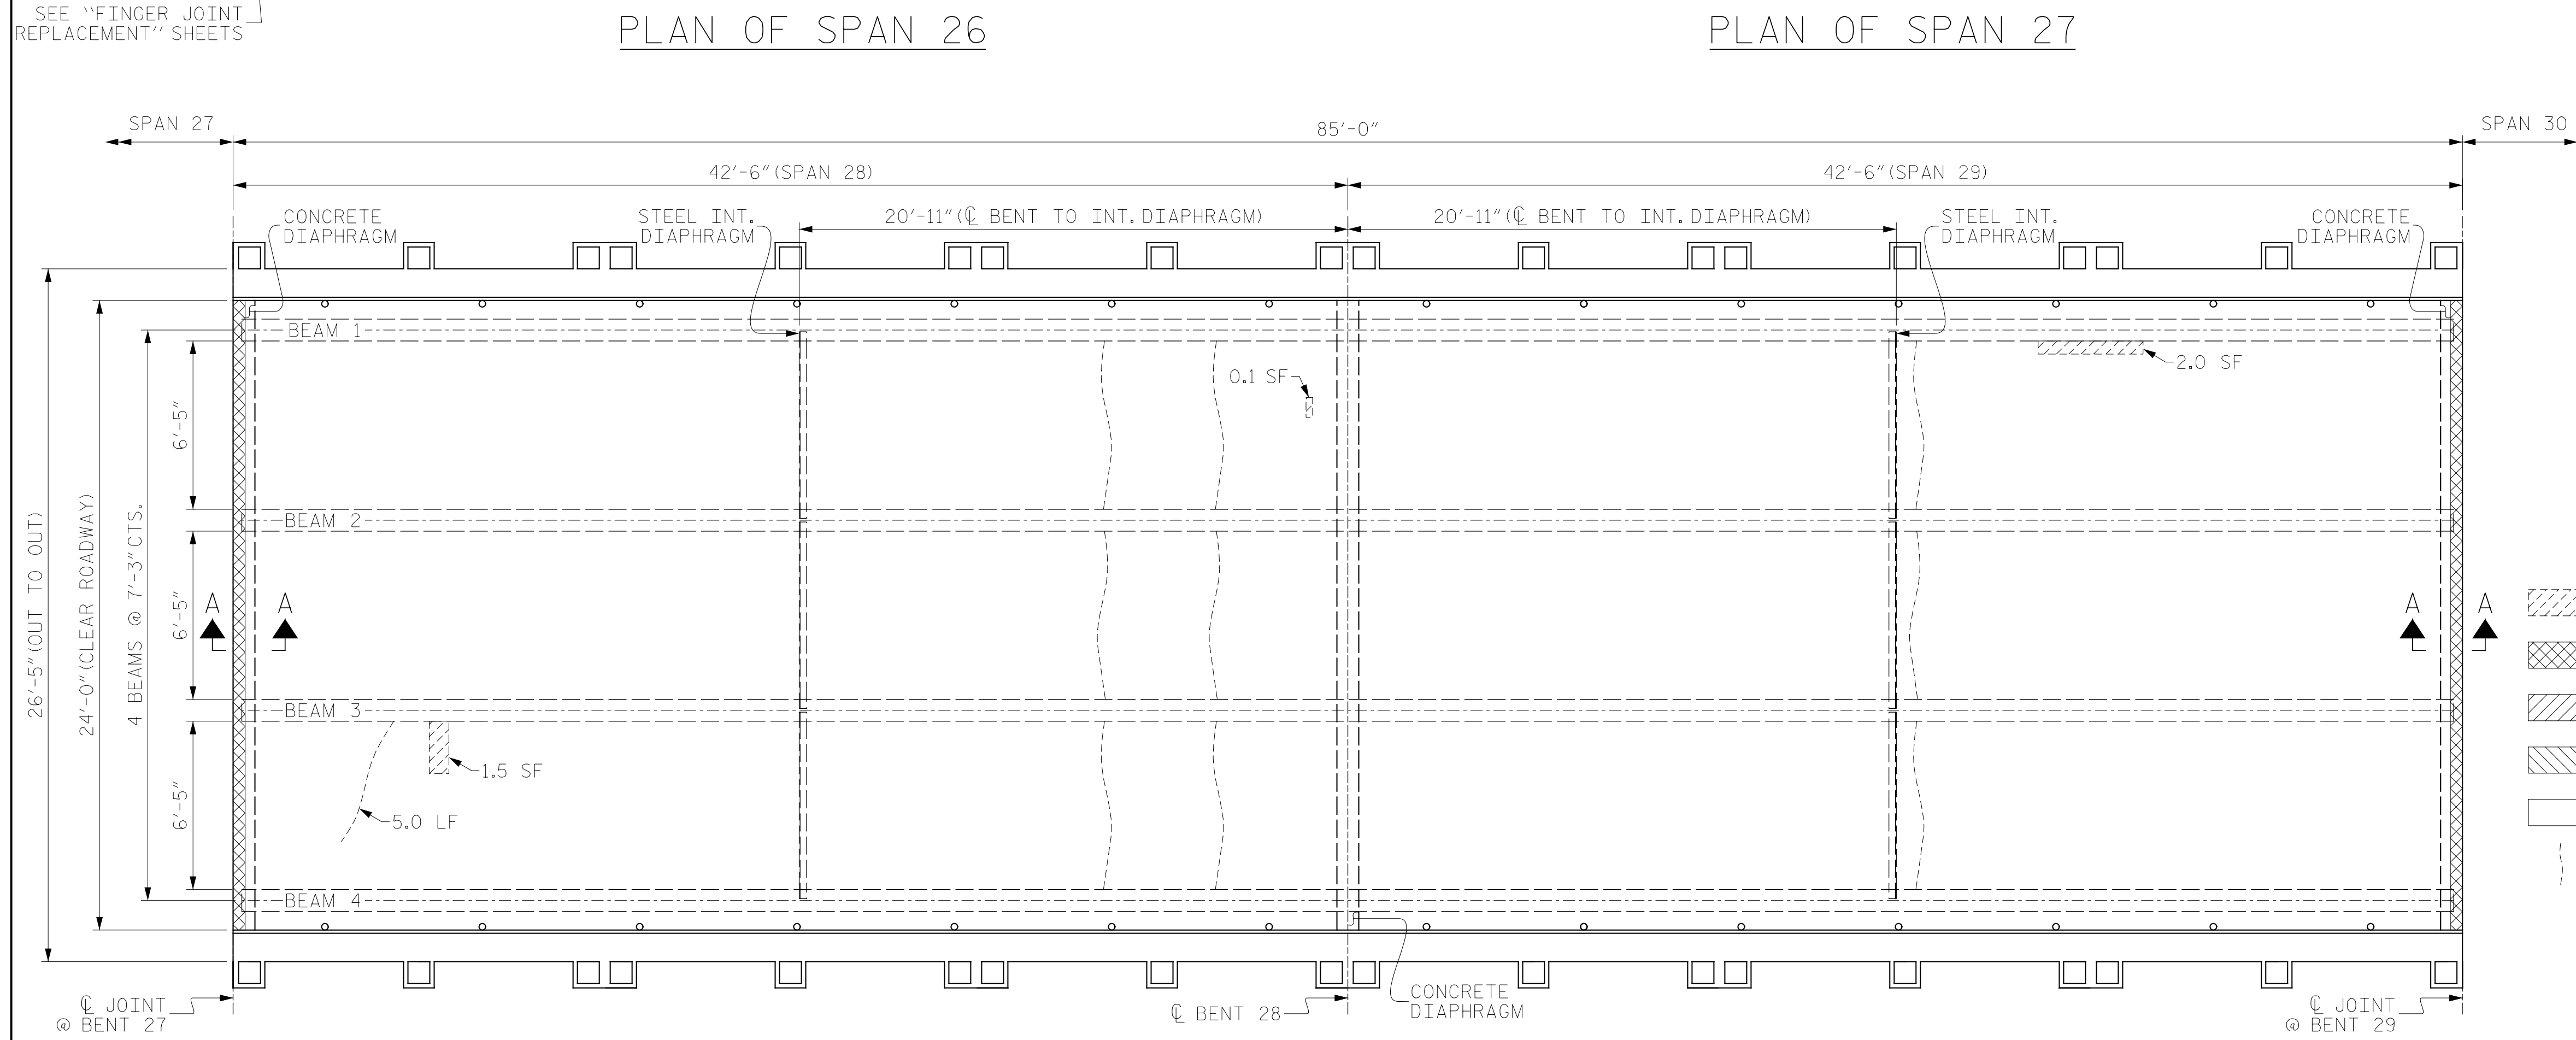 SEE ‘‘FINGER JOINT
REPLACEMENT’’ SHEETS
PLAN OF SPAN 26
PLAN OF SPAN 27
SPAN 27
85'-0"
SPAN 30
42'-6"(SPAN 28)
42'-6"(SPAN 29)
CONCRETE
DIAPHRAGM
STEEL INT.
DIAPHRAGM
20'-11"(℄ BENT TO INT. DIAPHRAGM)
20'-11"(℄ BENT TO INT. DIAPHRAGM)
STEEL INT.
DIAPHRAGM
CONCRETE
DIAPHRAGM
BEAM 1
2.0 SF
0.1 SF
6'-5"
BEAM 2
26'-5"(OUT TO OUT)
24'-0"(CLEAR ROADWAY)
4 BEAMS @ 7'-3"CTS.
6'-5"
A
A
A
A
BEAM 3
1.5 SF
6'-5"
5.0 LF
BEAM 4
℄ JOINT
@ BENT 27
℄ BENT 28
CONCRETE
DIAPHRAGM
℄ JOINT
@ BENT 29